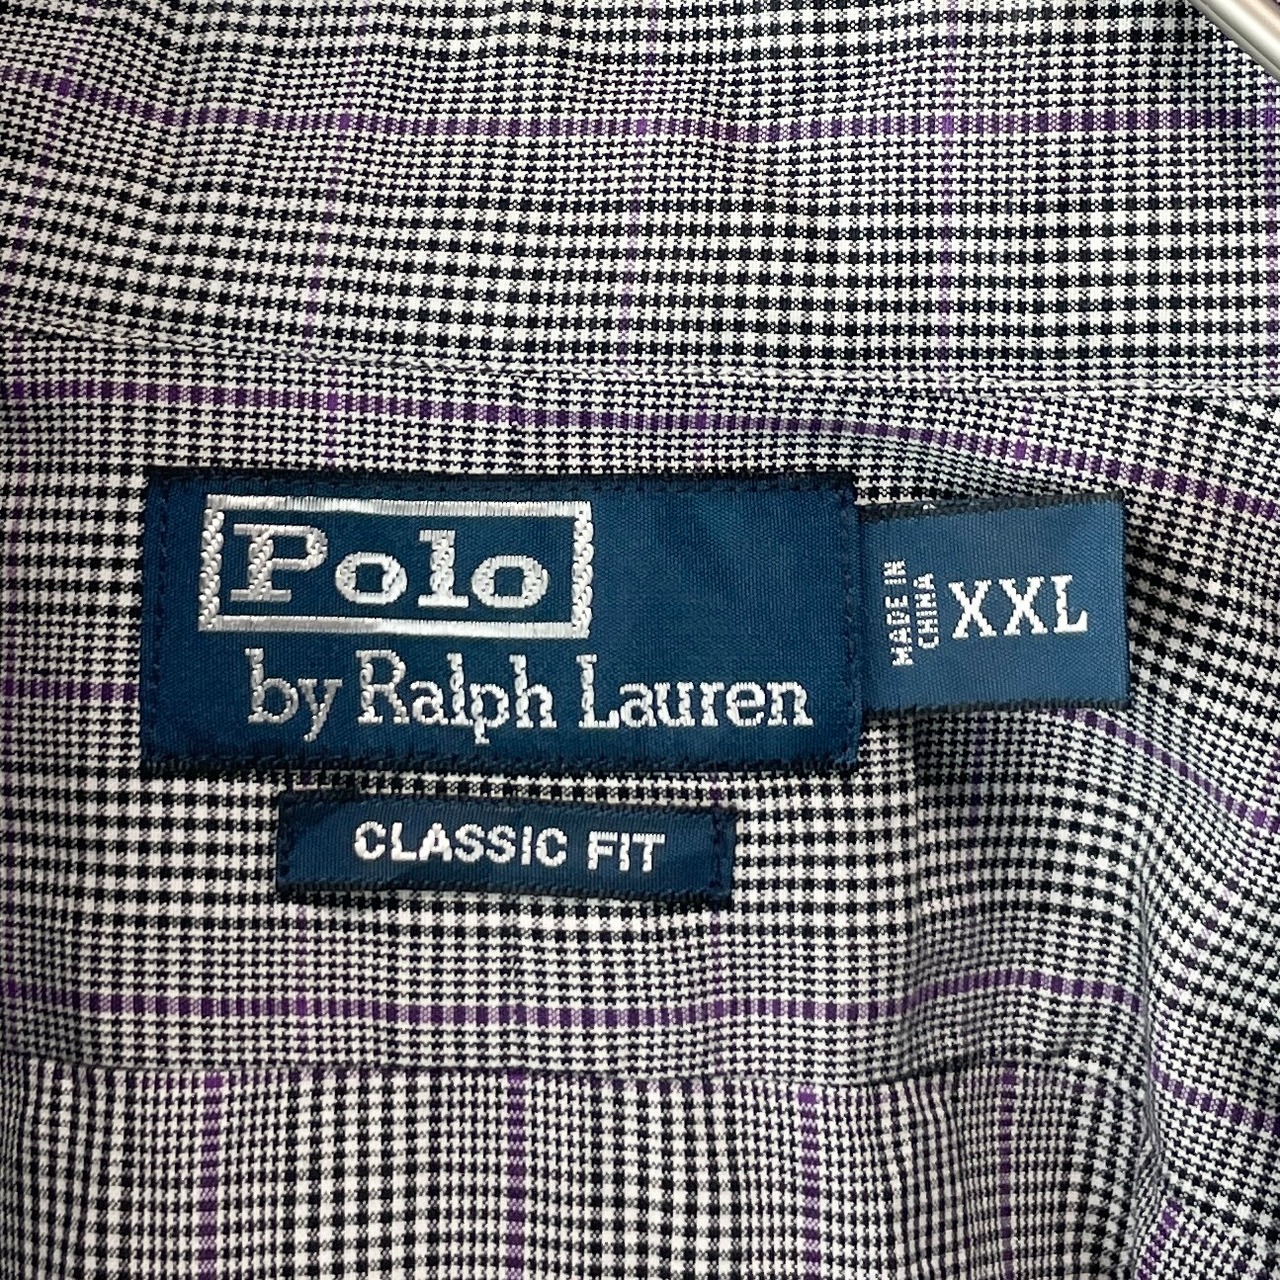 Polo
by Ralph Lauren
MADE IN
CHINA
XXL
CLASSIC FIT